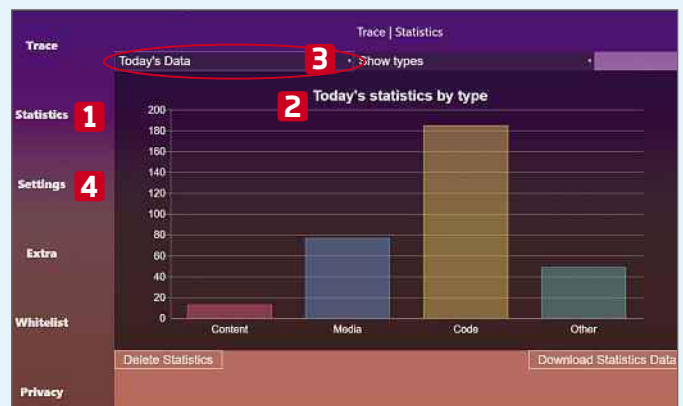 Trace | Statistics
Trace
Today's Data
3
Show types
2
Today's statistics by type
Statistics
1
Settings
4
Extra
Whitelist
Privacy
200
180
160
140
120
100
80
60
40
20
0
Content
Media
Code
Other
Delete Statistics
Download Statistics Data